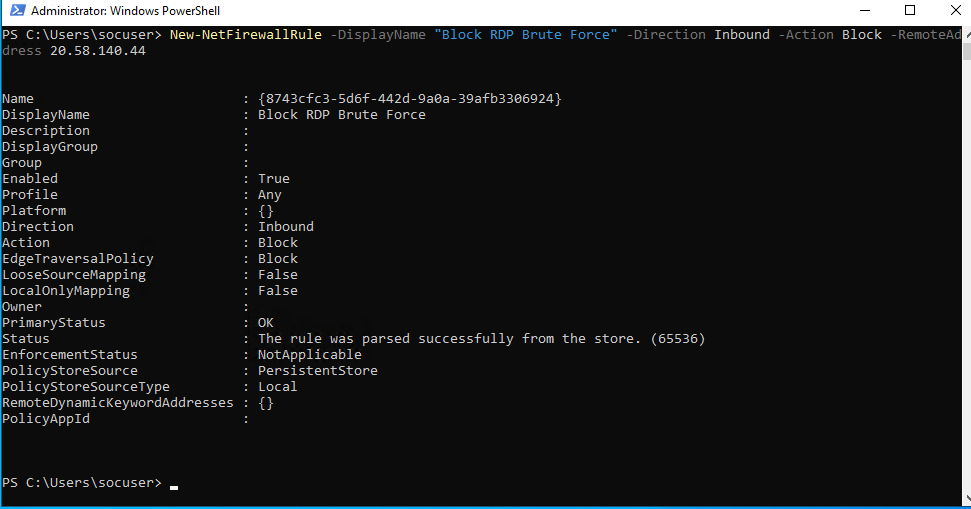 Administrator: Windows PowerShell
PS C:\Users\socuser> New-NetFirewallRule -DisplayName "Block RDP Brute Force" -Direction Inbound -Action Block -RemoteAd
dress 20.58.140.44
Name                          : {8743cfc3-5d6f-442d-9a0a-39afb3306924}
DisplayName                   : Block RDP Brute Force
Description                   :
DisplayGroup                  :
Group                         :
Enabled                       : True
Profile                       : Any
Platform                      : {}
Direction                     : Inbound
Action                        : Block
EdgeTraversalPolicy           : Block
LooseSourceMapping            : False
LocalOnlyMapping              : False
Owner                         :
PrimaryStatus                 : OK
Status                        : The rule was parsed successfully from the store. (65536)
EnforcementStatus             : NotApplicable
PolicyStoreSource             : PersistentStore
PolicyStoreSourceType         : Local
RemoteDynamicKeywordAddresses : {}
PolicyAppId                   :
PS C:\Users\socuser>